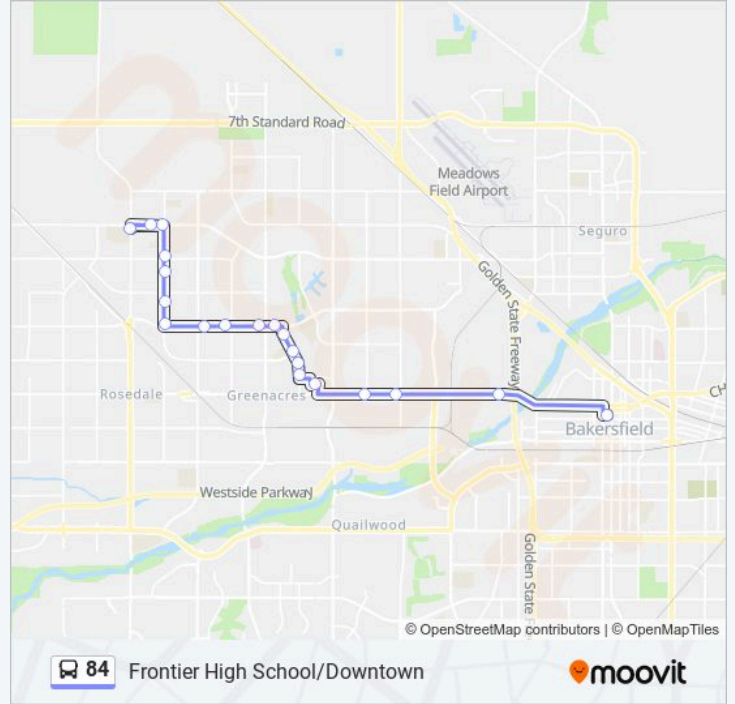 7th Standard Road
Meadows
Field Airport
Seguro
Golden State Freeway
Rosedale
Greenacres
CH
Bakersfield
Westside Parkway
Quailwood
Golden State F
© OpenStreetMap contributors | © OpenMapTiles
84 Frontier High School/Downtown
moovit